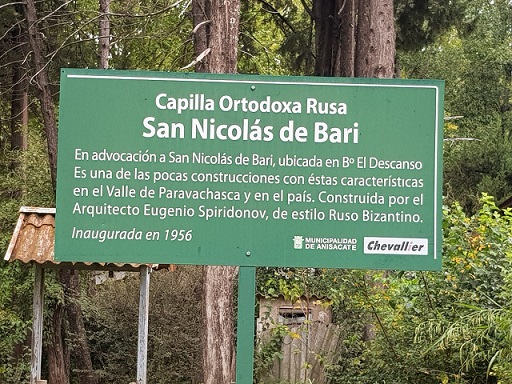 Capilla Ortodoxa Rusa
San Nicolás de Bari
En advocación a San Nicolás de Bari, ubicada en Bº El Descanso
Es una de las pocas construcciones con éstas características
en el Valle de Paravachasca y en el país. Construida por el
Arquitecto Eugenio Spiridonov, de estilo Ruso Bizantino.
Inaugurada en 1956
MUNICIPALIDAD
DE ANISACATE
Chevallier